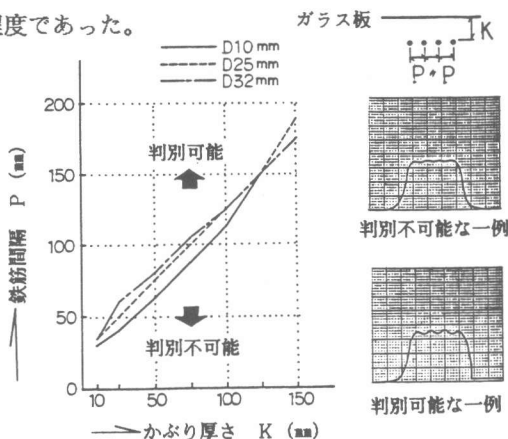 程度であった。
D10mm
D25mm
D32mm
ガラス板
K
P
P
200
150
100
50
0
鉄筋間隔 P (mm)
判別可能
判別不可能
10
50
100
150
かぶり厚さ K (mm)
判別不可能な一例
判別可能な一例